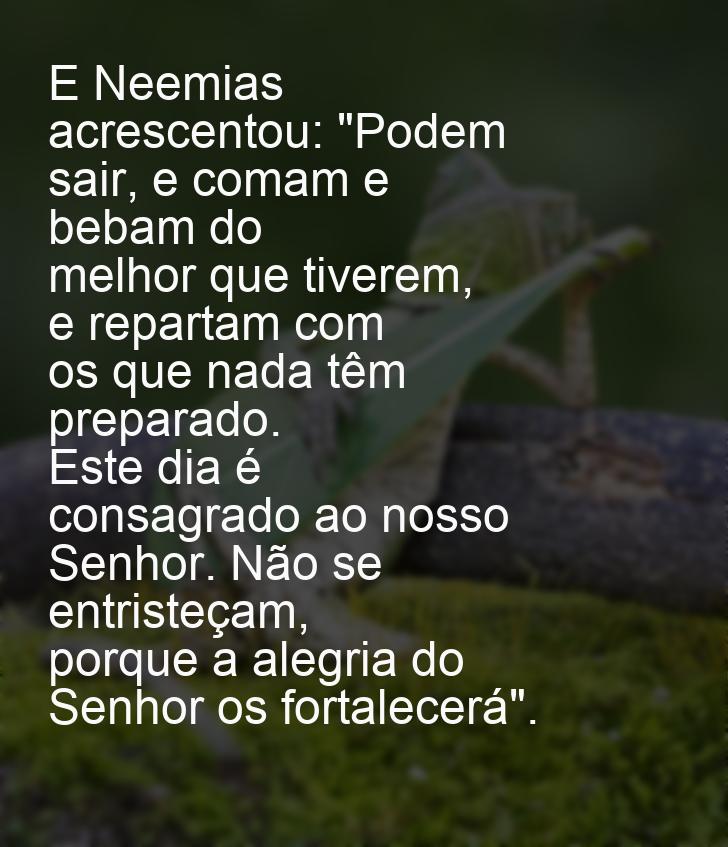 E Neemias
acrescentou: "Podem
sair, e comam e
bebam do
melhor que tiverem,
e repartam com
os que nada têm
preparado.
Este dia é
consagrado ao nosso
Senhor. Não se
entristeçam,
porque a alegria do
Senhor os fortalecerá".